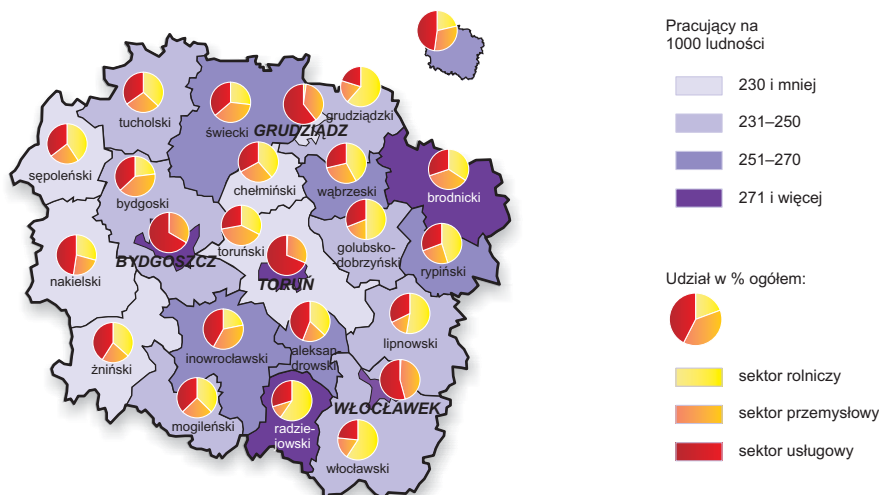 Pracujący na
1000 ludności
230 i mniej
231–250
251–270
271 i więcej
Udział w % ogółem:
sektor rolniczy
sektor przemysłowy
sektor usługowy
tucholski
świecki
GRUDZIĄDZ
grudziądzki
sępoleński
bydgoski
chełmiński
wąbrzeski
brodnicki
nakielski
BYDGOSZCZ
toruński
TORUŃ
golubsko-
dobrzyński
rypiński
żniński
inowrocławski
aleksan-
drowski
lipnowski
mogileński
radzie-
jowski
WŁOCŁAWEK
włocławski